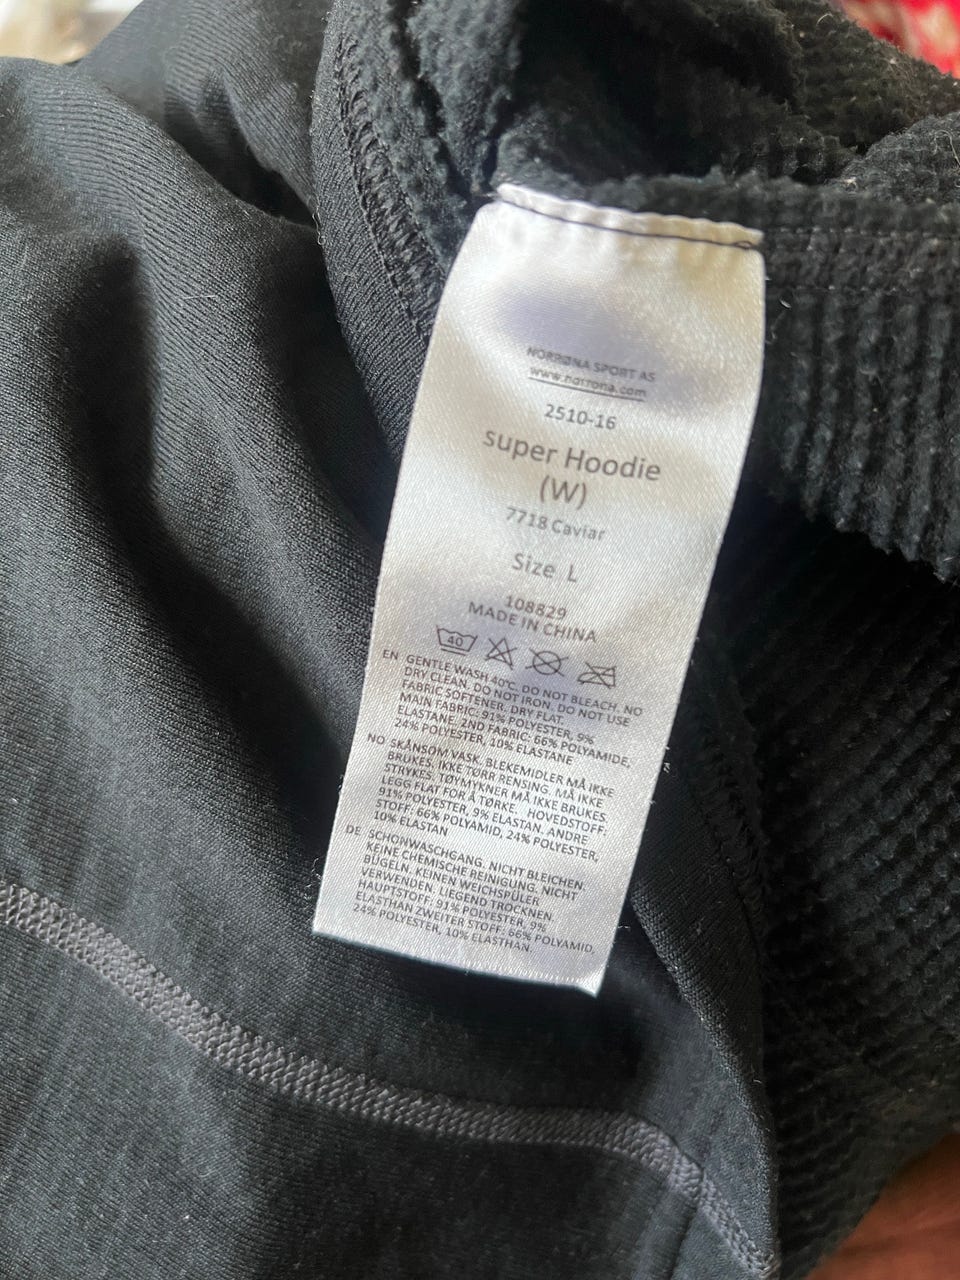 NORRØNA SPORT AS
www.norrona.com
2510-16
super Hoodie
(W)
7718 Caviar
Size L
108829
MADE IN CHINA
40
EN GENTLE WASH 40°C. DO NOT BLEACH. NO
DRY CLEAN. DO NOT IRON. DO NOT USE
FABRIC SOFTENER. DRY FLAT.
MAIN FABRIC: 91% POLYESTER, 9%
ELASTANE. 2ND FABRIC: 66% POLYAMIDE,
24% POLYESTER, 10% ELASTANE
NO SKÅNSOM VASK. BLEKEMIDLER MÅ IKKE
BRUKES. IKKE TØRR RENSING. MÅ IKKE
STRYKES. TØYMYKNER MÅ IKKE BRUKES.
LEGG FLAT FOR Å TØRKE. HOVEDSTOFF:
91% POLYESTER, 9% ELASTAN. ANDRE
STOFF: 66% POLYAMID, 24% POLYESTER,
10% ELASTAN
DE SCHONWASCHGANG. NICHT BLEICHEN.
KEINE CHEMISCHE REINIGUNG. NICHT
BÜGELN. KEINEN WEICHSPÜLER
VERWENDEN. LIEGEND TROCKNEN.
HAUPTSTOFF: 91% POLYESTER, 9%
ELASTHAN ZWEITER STOFF: 66% POLYAMID,
24% POLYESTER, 10% ELASTHAN.